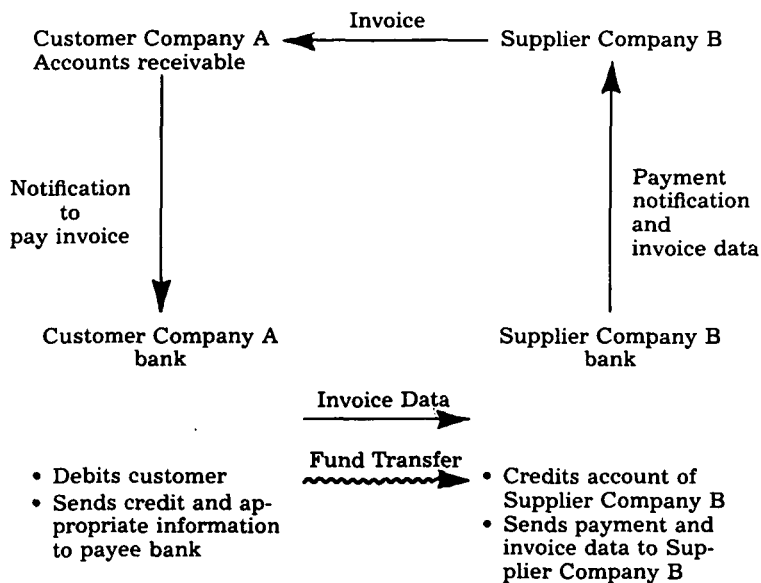 Invoice
Customer Company A
Accounts receivable
Supplier Company B
Notification
to
pay invoice
Payment
notification
and
invoice data
Customer Company A
bank
Supplier Company B
bank
Invoice Data
Fund Transfer
• Debits customer
• Sends credit and ap-
propriate information
to payee bank
• Credits account of
Supplier Company B
• Sends payment and
invoice data to Sup-
plier Company B